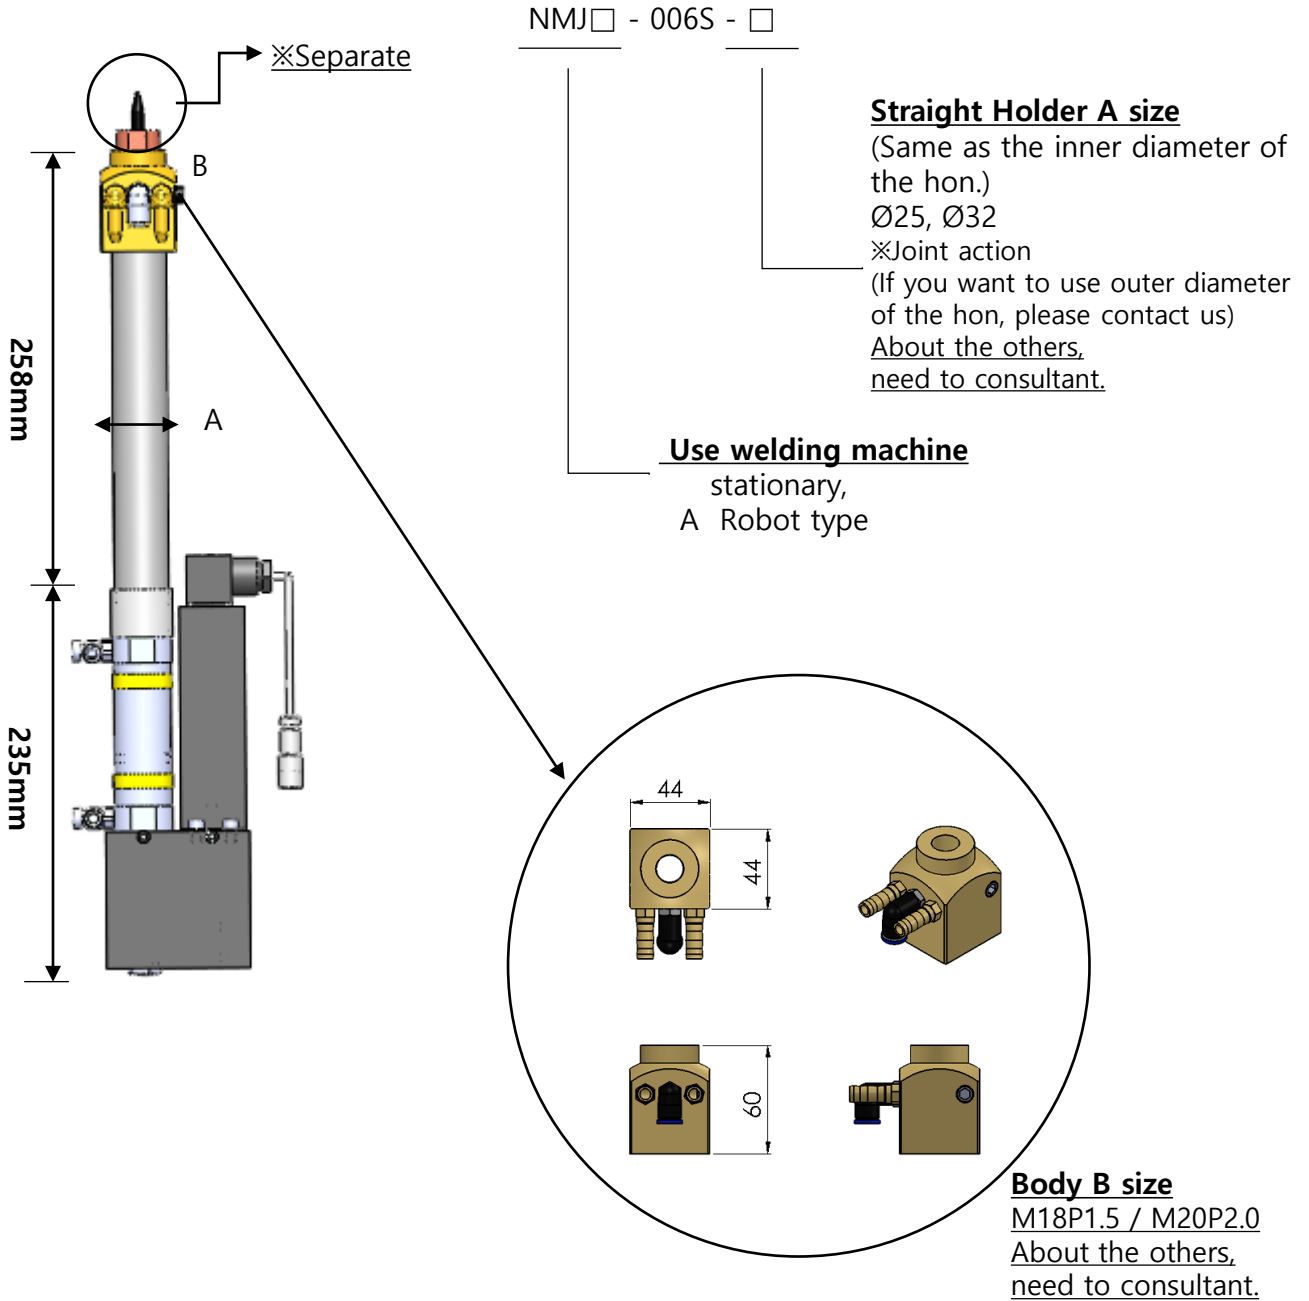 NMJ□ - 006S - □
※Separate
Straight Holder A size
(Same as the inner diameter of
the hon.)
Ø25, Ø32
※Joint action
(If you want to use outer diameter
of the hon, please contact us)
About the others,
need to consultant.
B
258mm
A
Use welding machine
stationary,
A Robot type
235mm
44
44
60
Body B size
M18P1.5 / M20P2.0
About the others,
need to consultant.